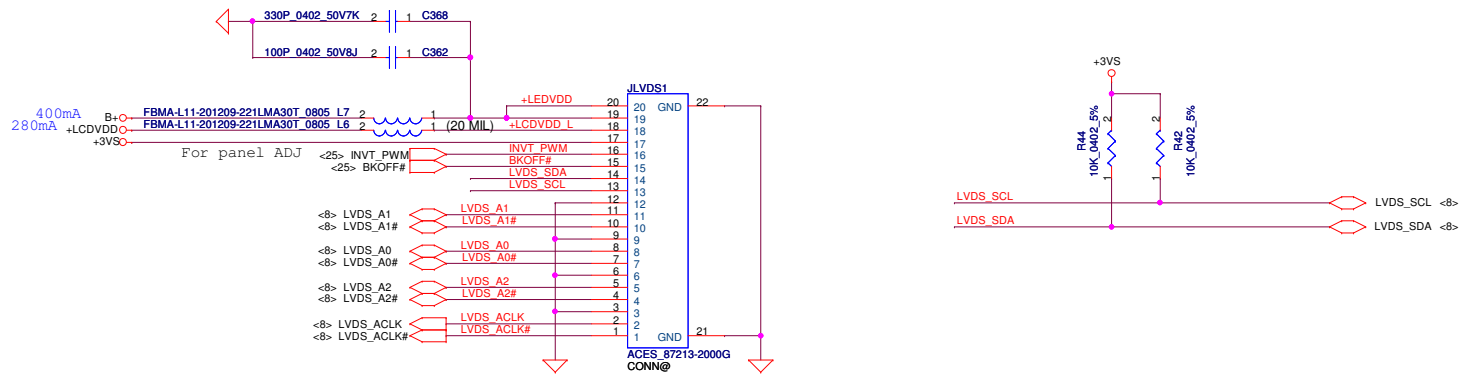 330P_0402_50V7K 2 1 C368
100P_0402_50V8J 2 1 C362
+3VS
JLVDS1
+LEDVDD 20 20 GND 22
400mA B+ FBMA-L11-201209-221LMA30T_0805 L7 2 1 19 19
280mA +LCDVDD FBMA-L11-201209-221LMA30T_0805 L6 2 1 (20 MIL) +LCDVDD_L 18 18
+3VS 17 17
For panel ADJ
<25> INVT_PWM INVT_PWM 16 16
<25> BKOFF# BKOFF# 15 15
LVDS_SDA 14 14
LVDS_SCL 13 13
12 12
<8> LVDS_A1 LVDS_A1 11 11
<8> LVDS_A1# LVDS_A1# 10 10
9 9
<8> LVDS_A0 LVDS_A0 8 8
<8> LVDS_A0# LVDS_A0# 7 7
6 6
<8> LVDS_A2 LVDS_A2 5 5
<8> LVDS_A2# LVDS_A2# 4 4
3 3
<8> LVDS_ACLK LVDS_ACLK 2 2
<8> LVDS_ACLK# LVDS_ACLK# 1 1 GND 21
ACES_87213-2000G
CONN@
R44
10K_0402_5%
2
1
R42
10K_0402_5%
2
1
LVDS_SCL LVDS_SCL <8>
LVDS_SDA LVDS_SDA <8>